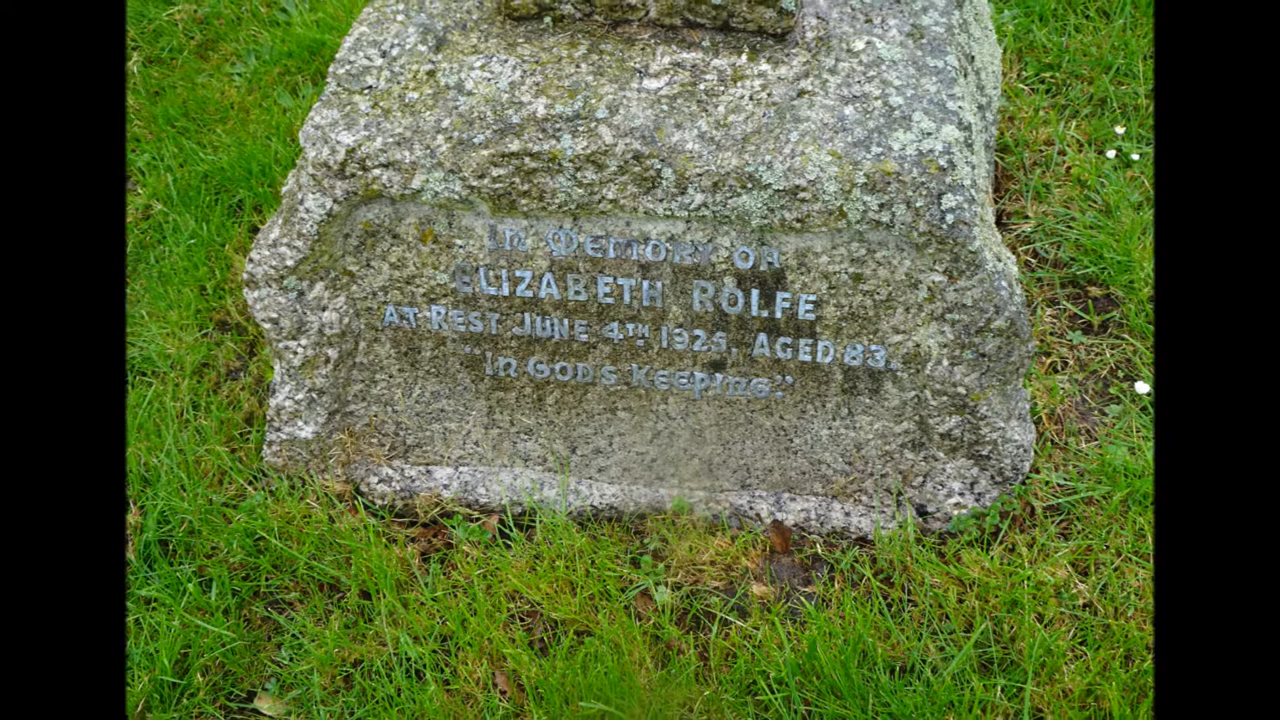 In Memory of
ELIZABETH ROLFE
AT REST JUNE 4TH 1925, AGED 83.
"In God's Keeping."